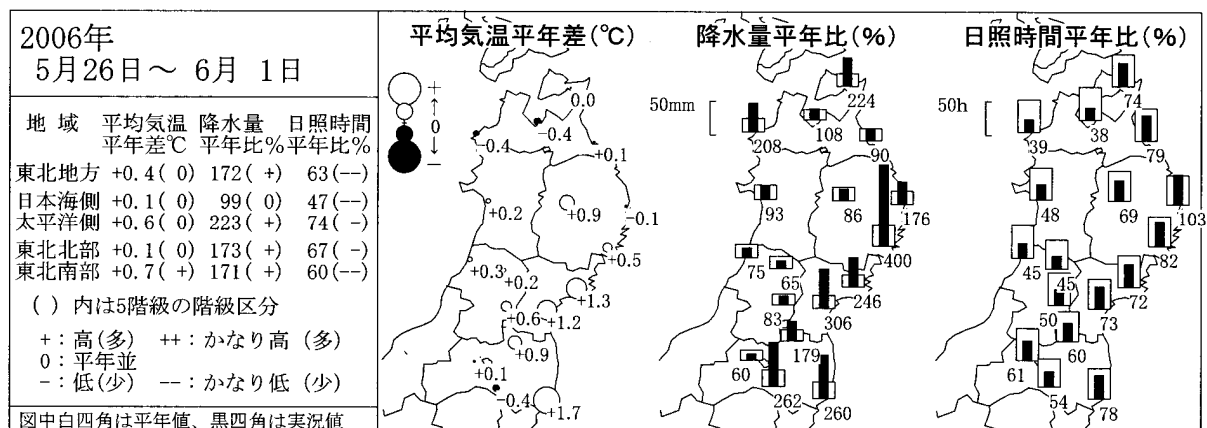 2006年
5月26日～ 6月 1日
地 域 平均気温 降水量 日照時間
平年差℃ 平年比% 平年比%
東北地方 +0.4( 0) 172( +) 63(--)
日本海側 +0.1( 0) 99( 0) 47(--)
太平洋側 +0.6( 0) 223( +) 74( -)
東北北部 +0.1( 0) 173( +) 67( -)
東北南部 +0.7( +) 171( +) 60(--)
( ) 内は5階級の階級区分
+：高(多) ++：かなり高 (多)
0：平年並
-：低(少) --：かなり低 (少)
図中白四角は平年値、黒四角は実況値
平均気温平年差(℃)
+
↑
0
↓
-
0.0
-0.4
-0.4
+0.1
+0.2
+0.9
-0.1
+0.5
+0.3
+0.2
+1.3
+0.6
+1.2
+0.9
+0.1
-0.4
+1.7
降水量平年比(%)
50mm
224
108
208
90
93
86
176
400
75
65
246
83
306
179
60
262
260
日照時間平年比(%)
50h
74
38
39
79
48
69
103
82
45
45
72
50
73
60
61
54
78